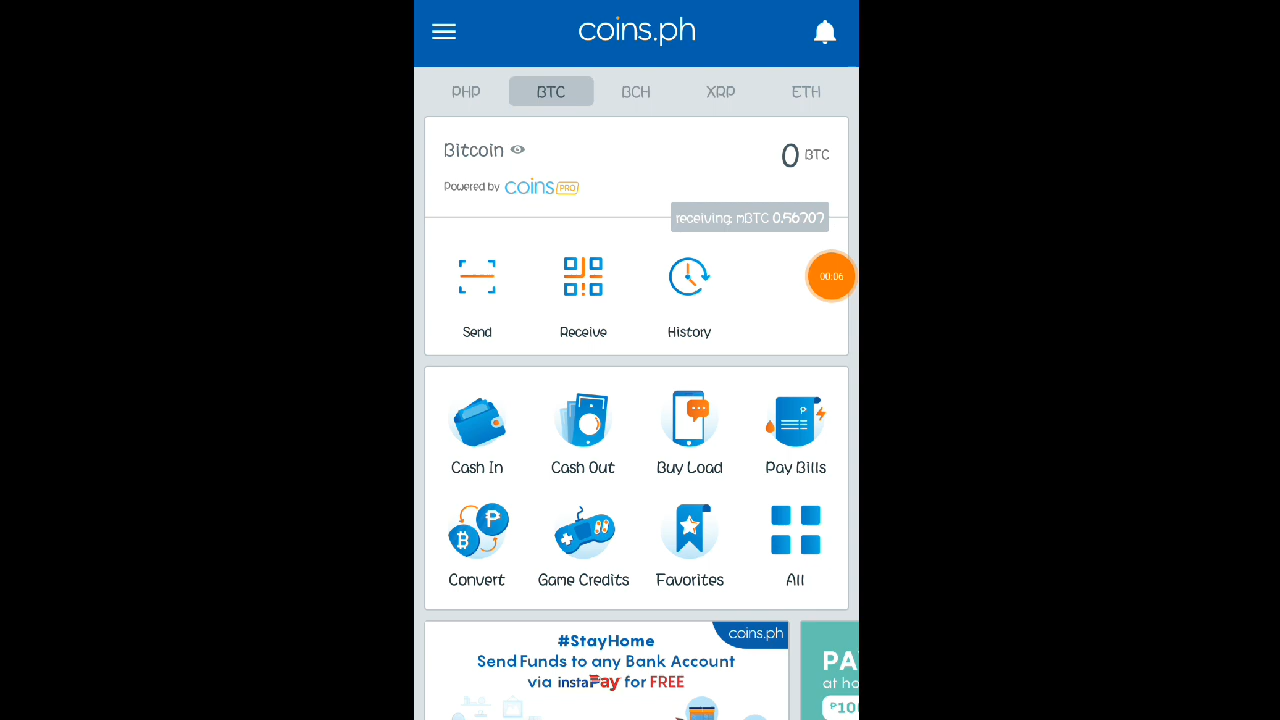 coins.ph
PHP BTC BCH XRP ETH
Bitcoin
0 BTC
Powered by coins PRO
receiving: mBTC 0.56707
00:06
Send Receive History
Cash In Cash Out Buy Load Pay Bills
Convert Game Credits Favorites All
coins.ph
#StayHome
Send Funds to any Bank Account
via instaPay for FREE
PA
at ho
₱100